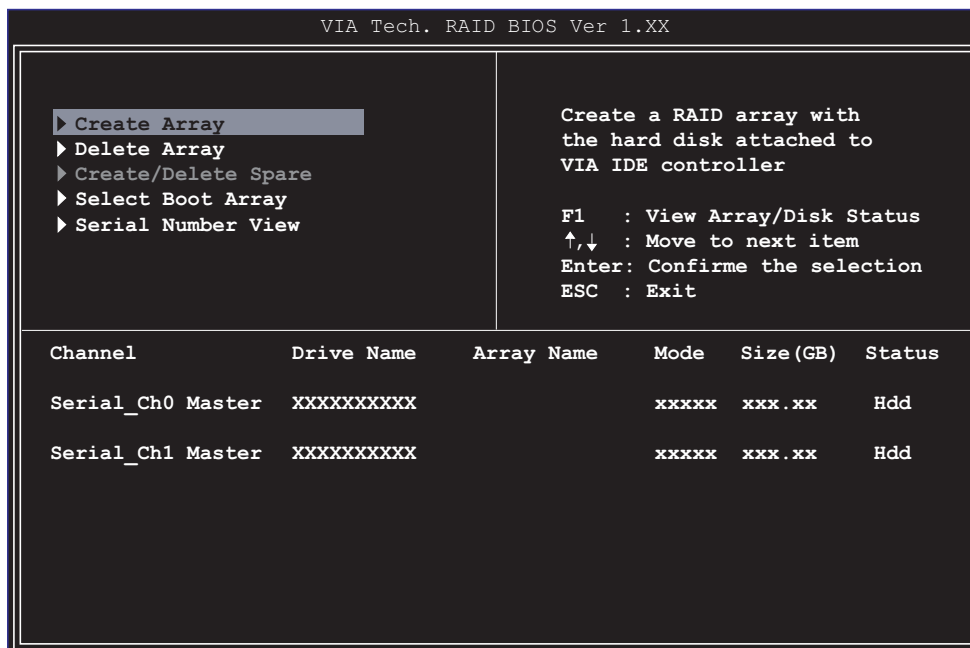 VIA Tech. RAID BIOS Ver 1.XX
Create Array
Delete Array
Create/Delete Spare
Select Boot Array
Serial Number View
Create a RAID array with
the hard disk attached to
VIA IDE controller
F1 : View Array/Disk Status
↑,↓ : Move to next item
Enter: Confirme the selection
ESC : Exit
Channel Drive Name Array Name Mode Size(GB) Status
Serial_Ch0 Master XXXXXXXXXX xxxxx xxx.xx Hdd
Serial_Ch1 Master XXXXXXXXXX xxxxx xxx.xx Hdd